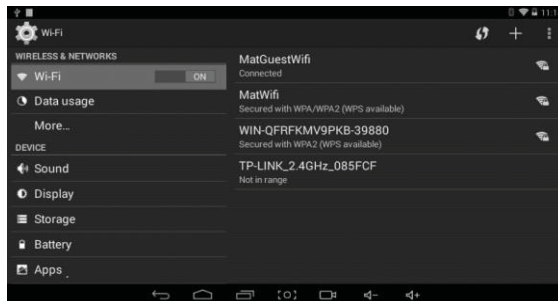 11:1
Wi-Fi
WIRELESS & NETWORKS
Wi-Fi
ON
Data usage
More...
DEVICE
Sound
Display
Storage
Battery
Apps
MatGuestWifi
Connected
MatWifi
Secured with WPA/WPA2 (WPS available)
WIN-QFRFKMV9PKB-39880
Secured with WPA2 (WPS available)
TP-LINK_2.4GHz_085FCF
Not in range